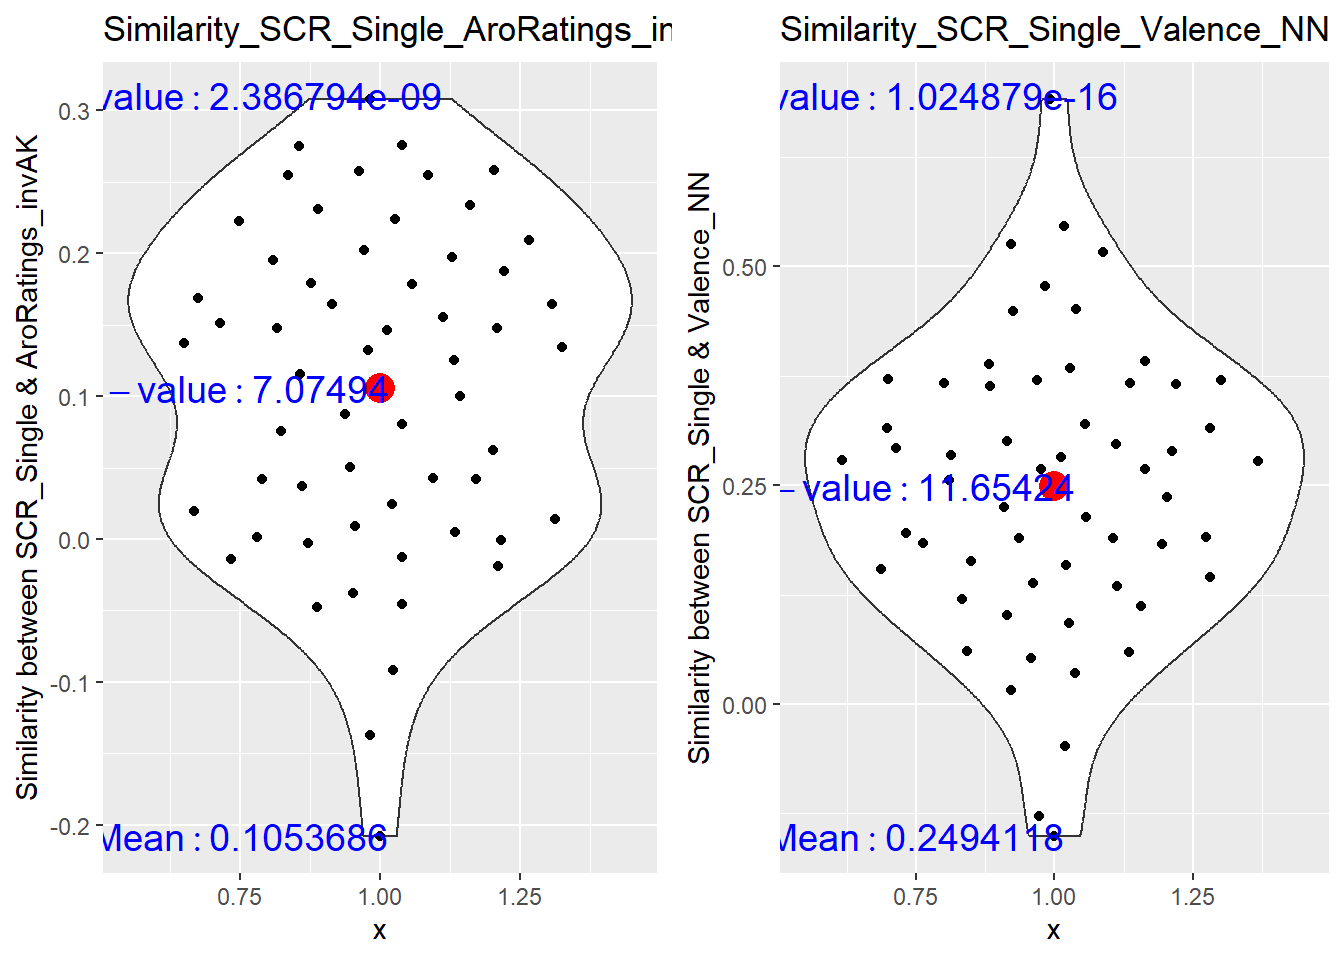 Similarity_SCR_Single_AroRatings_in
Similarity between SCR_Single & AroRatings_invAK
0.3
0.2
0.1
0.0
-0.1
-0.2
value : 2.386794e-09
– value : 7.07494
Mean : 0.1053686
0.75 1.00 1.25
x
Similarity_SCR_Single_Valence_NN
Similarity between SCR_Single & Valence_NN
0.50
0.25
0.00
value : 1.024879e-16
– value : 11.65424
Mean : 0.2494118
0.75 1.00 1.25
x